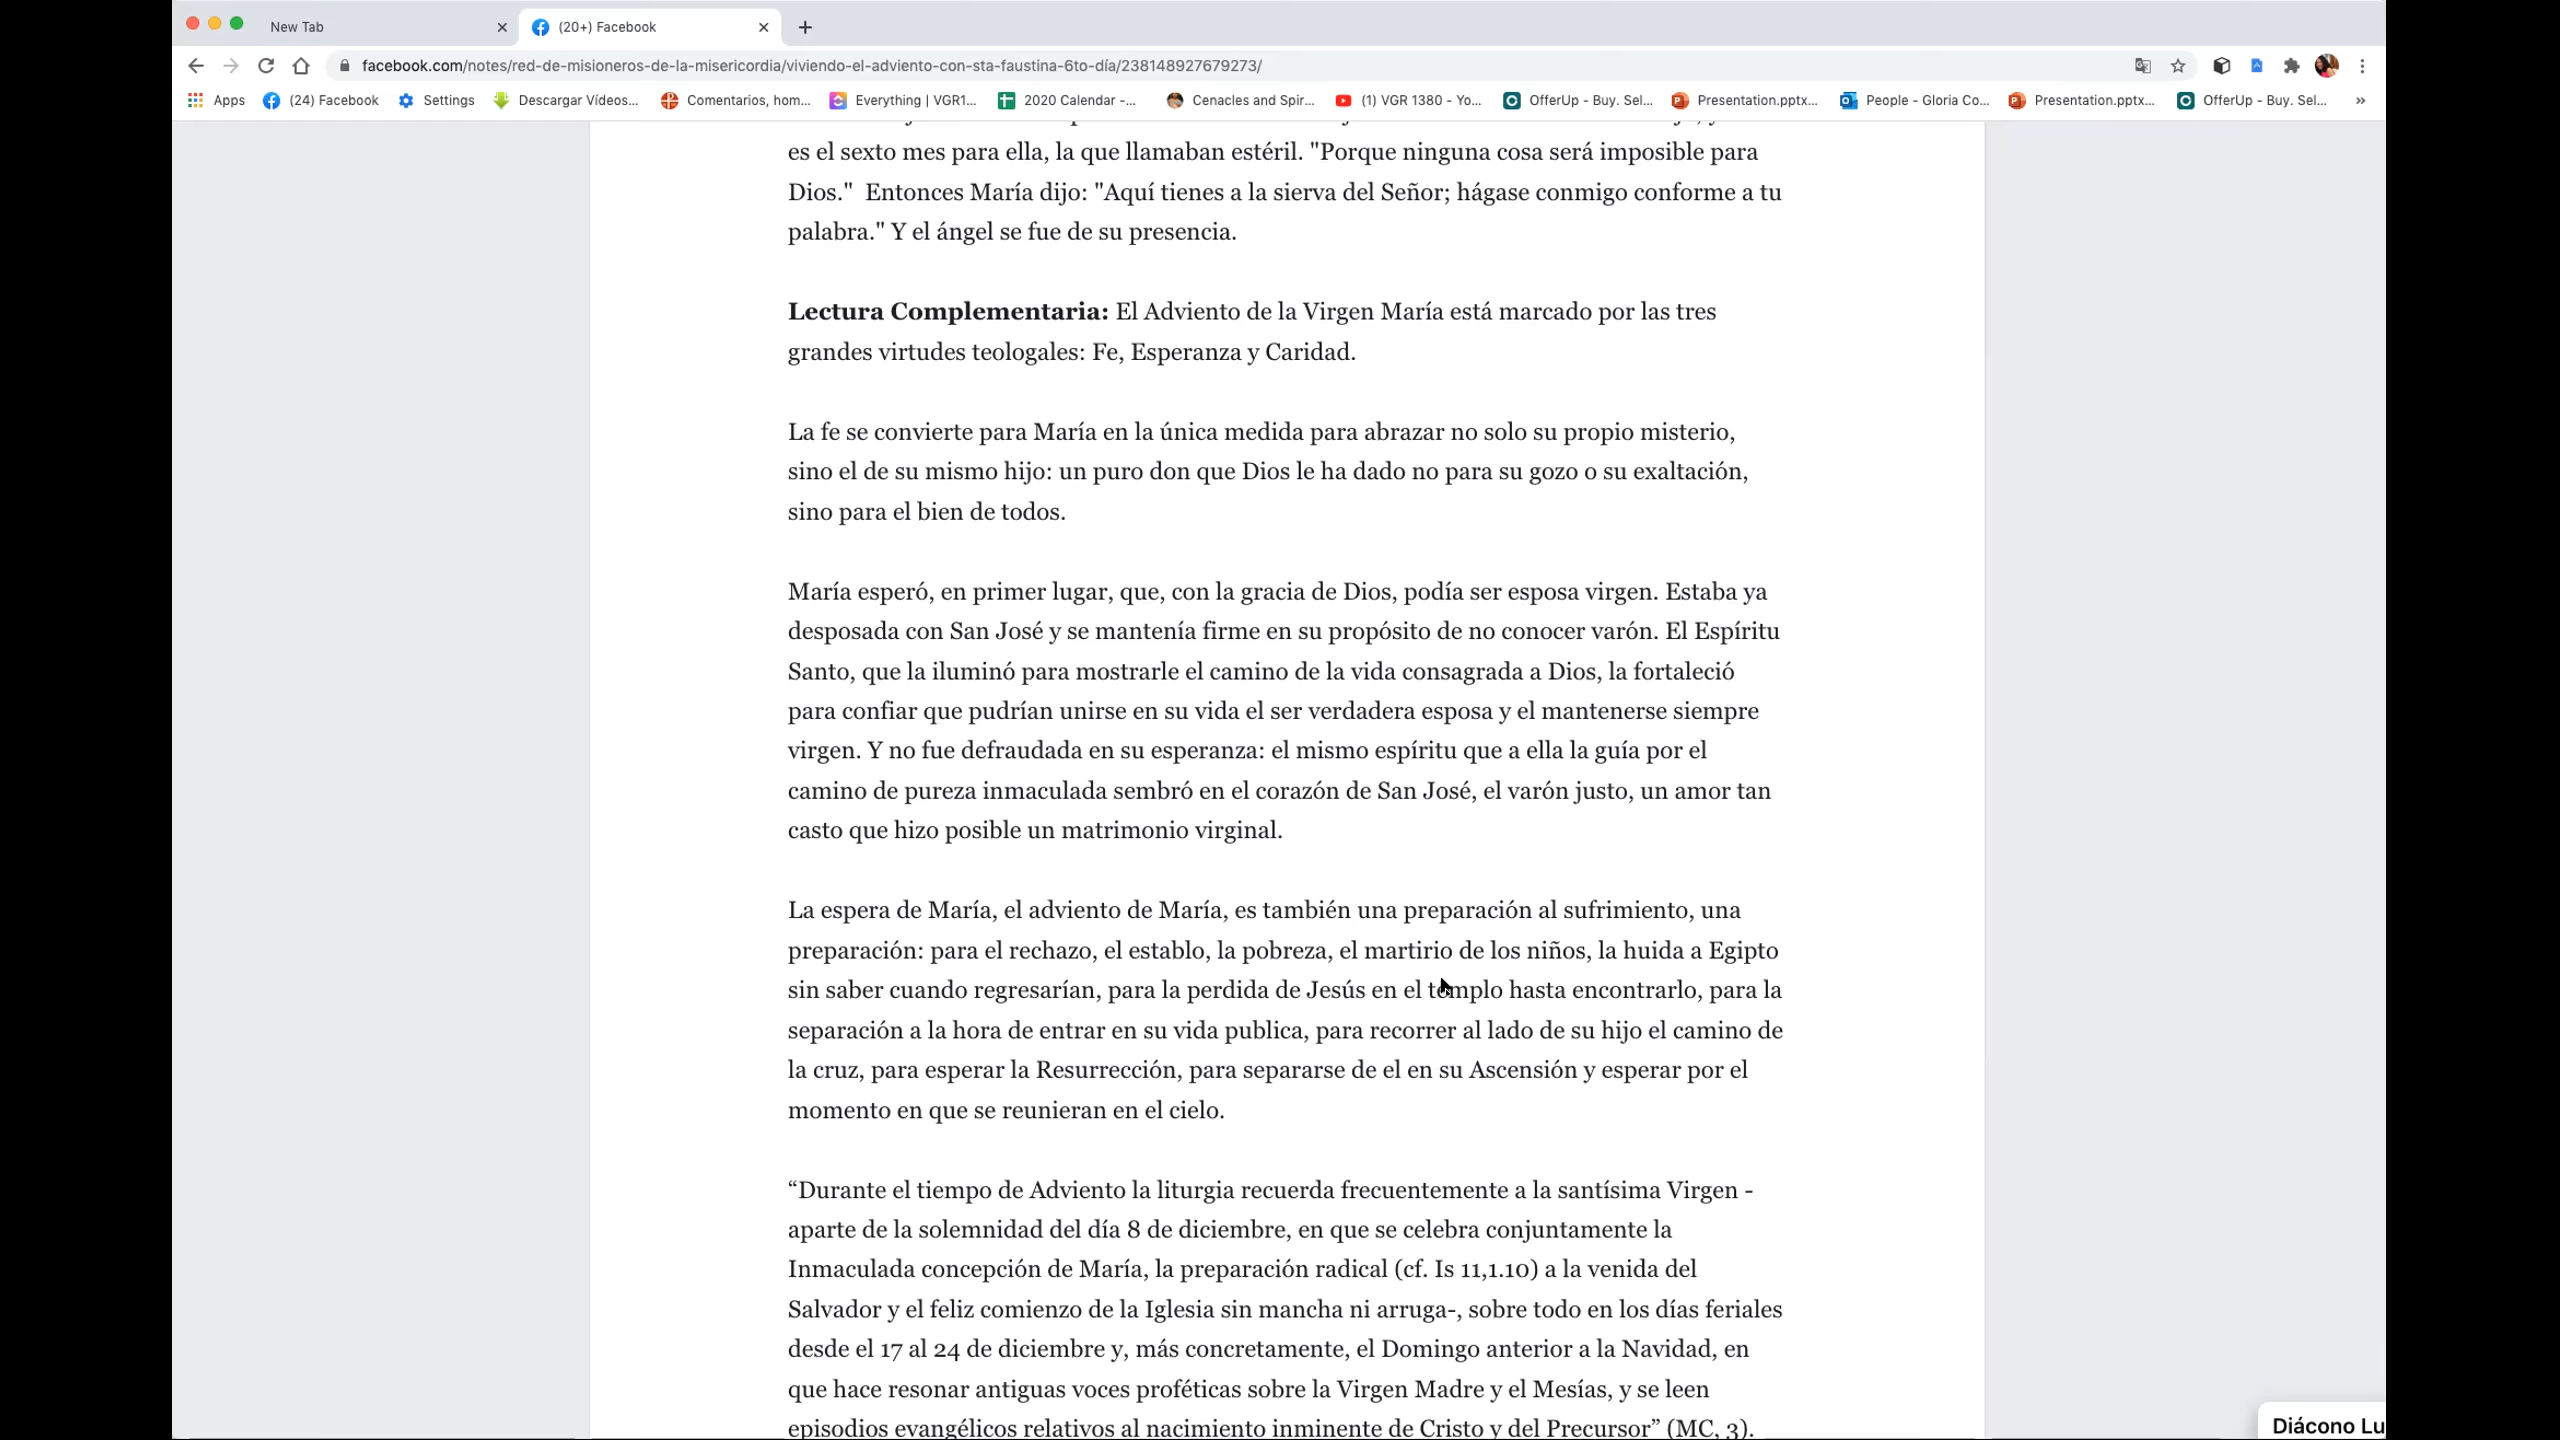 New Tab
(20+) Facebook
facebook.com/notes/red-de-misioneros-de-la-misericordia/viviendo-el-adviento-con-sta-faustina-6to-día/238148927679273/
Apps (24) Facebook Settings Descargar Vídeos... Comentarios, hom... Everything | VGR1... 2020 Calendar -... Cenacles and Spir... (1) VGR 1380 - Yo... OfferUp - Buy. Sel... Presentation.pptx... People - Gloria Co... Presentation.pptx... OfferUp - Buy. Sel... »
es el sexto mes para ella, la que llamaban estéril. "Porque ninguna cosa será imposible para
Dios."  Entonces María dijo: "Aquí tienes a la sierva del Señor; hágase conmigo conforme a tu
palabra." Y el ángel se fue de su presencia.
Lectura Complementaria: El Adviento de la Virgen María está marcado por las tres
grandes virtudes teologales: Fe, Esperanza y Caridad.
La fe se convierte para María en la única medida para abrazar no solo su propio misterio,
sino el de su mismo hijo: un puro don que Dios le ha dado no para su gozo o su exaltación,
sino para el bien de todos.
María esperó, en primer lugar, que, con la gracia de Dios, podía ser esposa virgen. Estaba ya
desposada con San José y se mantenía firme en su propósito de no conocer varón. El Espíritu
Santo, que la iluminó para mostrarle el camino de la vida consagrada a Dios, la fortaleció
para confiar que pudrían unirse en su vida el ser verdadera esposa y el mantenerse siempre
virgen. Y no fue defraudada en su esperanza: el mismo espíritu que a ella la guía por el
camino de pureza inmaculada sembró en el corazón de San José, el varón justo, un amor tan
casto que hizo posible un matrimonio virginal.
La espera de María, el adviento de María, es también una preparación al sufrimiento, una
preparación: para el rechazo, el establo, la pobreza, el martirio de los niños, la huida a Egipto
sin saber cuando regresarían, para la perdida de Jesús en el templo hasta encontrarlo, para la
separación a la hora de entrar en su vida publica, para recorrer al lado de su hijo el camino de
la cruz, para esperar la Resurrección, para separarse de el en su Ascensión y esperar por el
momento en que se reunieran en el cielo.
“Durante el tiempo de Adviento la liturgia recuerda frecuentemente a la santísima Virgen -
aparte de la solemnidad del día 8 de diciembre, en que se celebra conjuntamente la
Inmaculada concepción de María, la preparación radical (cf. Is 11,1.10) a la venida del
Salvador y el feliz comienzo de la Iglesia sin mancha ni arruga-, sobre todo en los días feriales
desde el 17 al 24 de diciembre y, más concretamente, el Domingo anterior a la Navidad, en
que hace resonar antiguas voces proféticas sobre la Virgen Madre y el Mesías, y se leen
episodios evangélicos relativos al nacimiento inminente de Cristo y del Precursor” (MC, 3).
Diácono Lu